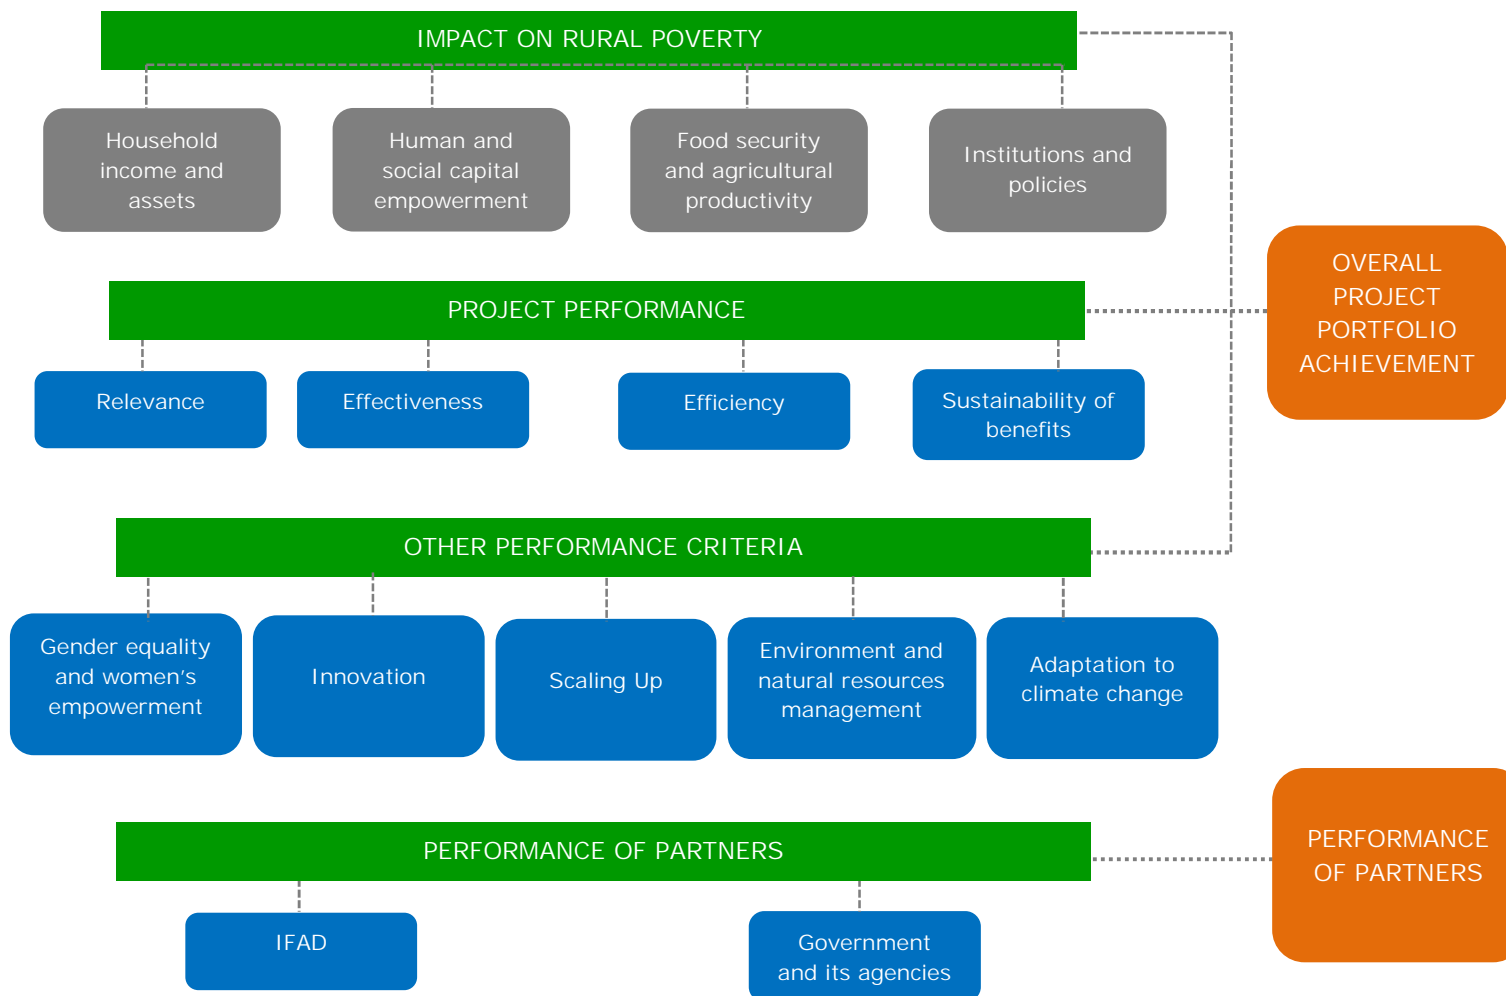 IMPACT ON RURAL POVERTY
Household
income and
assets
Human and
social capital
empowerment
Food security
and agricultural
productivity
Institutions and
policies
OVERALL
PROJECT
PORTFOLIO
ACHIEVEMENT
PROJECT PERFORMANCE
Relevance
Effectiveness
Efficiency
Sustainability of
benefits
OTHER PERFORMANCE CRITERIA
Gender equality
and women’s
empowerment
Innovation
Scaling Up
Environment and
natural resources
management
Adaptation to
climate change
PERFORMANCE OF PARTNERS
PERFORMANCE
OF PARTNERS
IFAD
Government
and its agencies